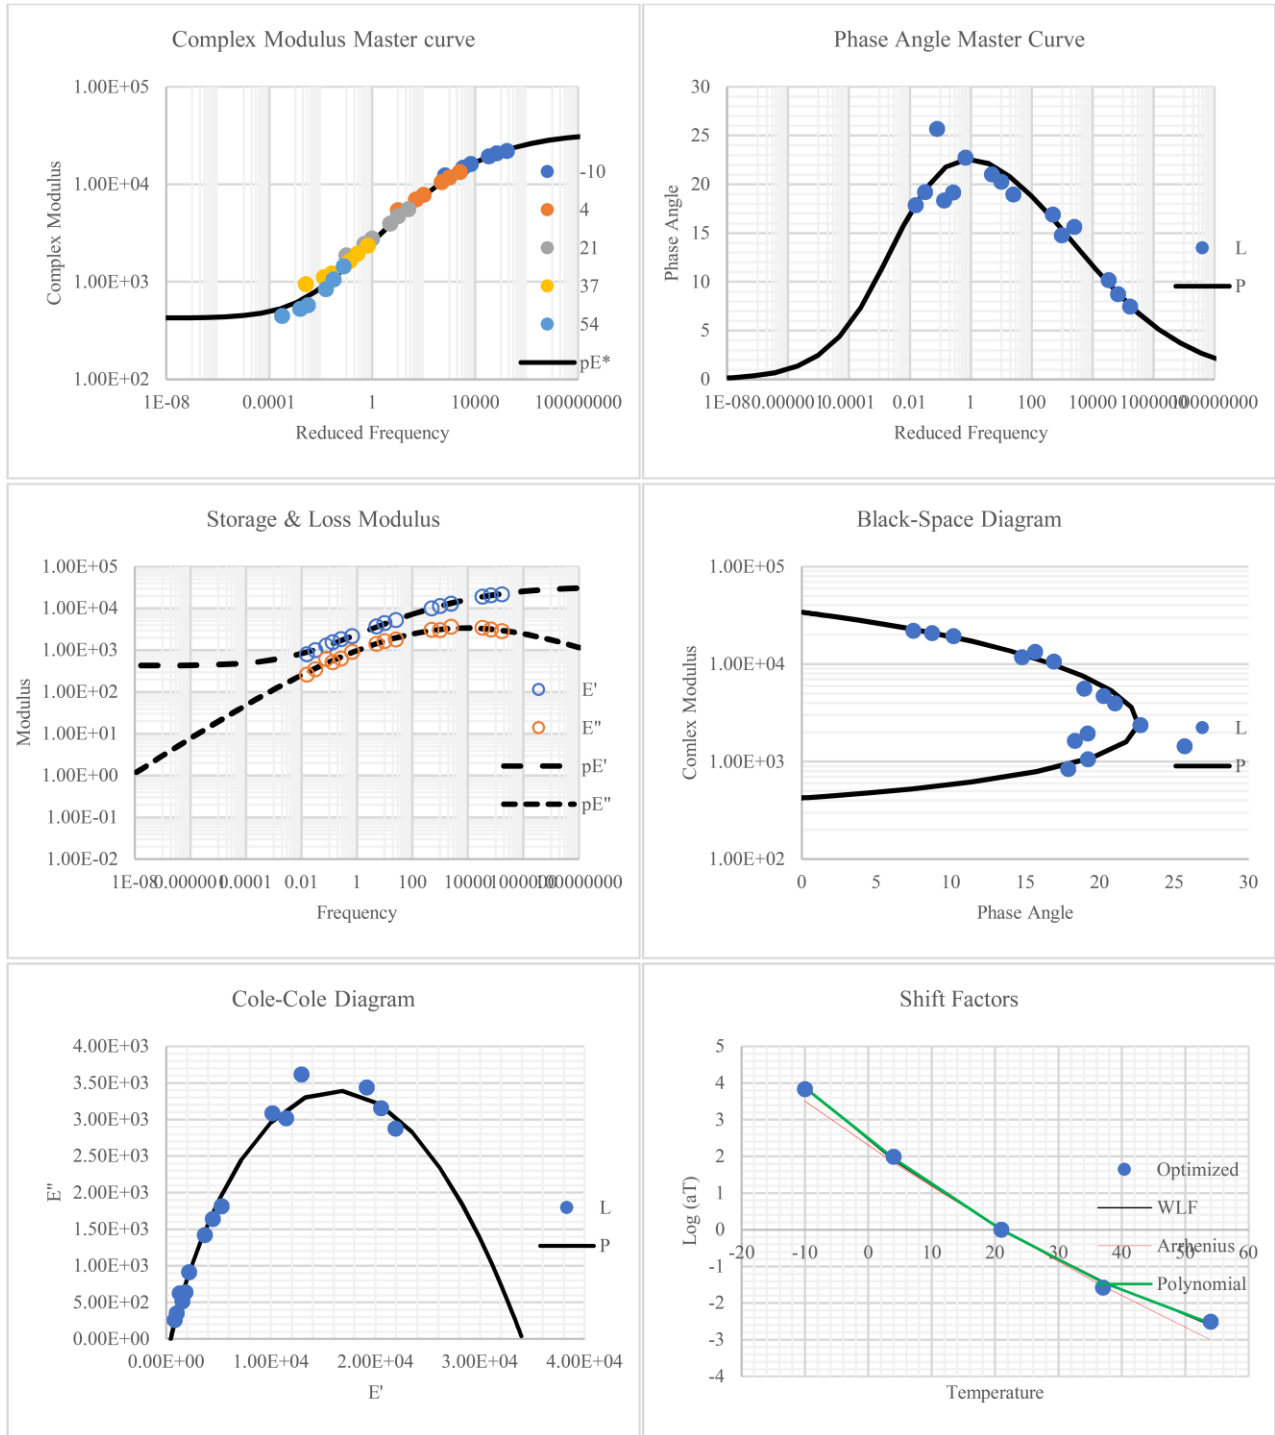 Complex Modulus Master curve
Complex Modulus
1.00E+05
1.00E+04
1.00E+03
1.00E+02
1E-08 0.0001 1 10000 100000000
Reduced Frequency
-10
4
21
37
54
pE*
Phase Angle Master Curve
Phase Angle
30
25
20
15
10
5
0
1E-08 0.000001 0.0001 0.01 1 100 10000 1000000 100000000
Reduced Frequency
L
P
Storage & Loss Modulus
Modulus
1.00E+05
1.00E+04
1.00E+03
1.00E+02
1.00E+01
1.00E+00
1.00E-01
1.00E-02
1E-08 0.000001 0.0001 0.01 1 100 10000 1000000 100000000
Frequency
E'
E"
pE'
pE"
Black-Space Diagram
Comlex Modulus
1.00E+05
1.00E+04
1.00E+03
1.00E+02
0 5 10 15 20 25 30
Phase Angle
L
P
Cole-Cole Diagram
E"
4.00E+03
3.50E+03
3.00E+03
2.50E+03
2.00E+03
1.50E+03
1.00E+03
5.00E+02
0.00E+00
0.00E+00 1.00E+04 2.00E+04 3.00E+04 4.00E+04
E'
L
P
Shift Factors
Log (aT)
5
4
3
2
1
0
-1
-2
-3
-4
-20 -10 0 10 20 30 40 50 60
Temperature
Optimized
WLF
Arrhenius
Polynomial